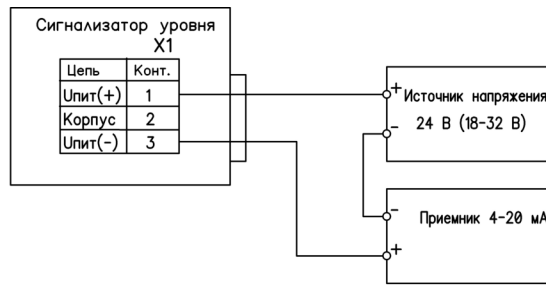 Сигнализатор уровня
X1
Цепь Конт.
Uпит(+) 1
Корпус 2
Uпит(-) 3
+
Источник напряжения
24 В (18-32 В)
-
-
Приемник 4-20 мА
+